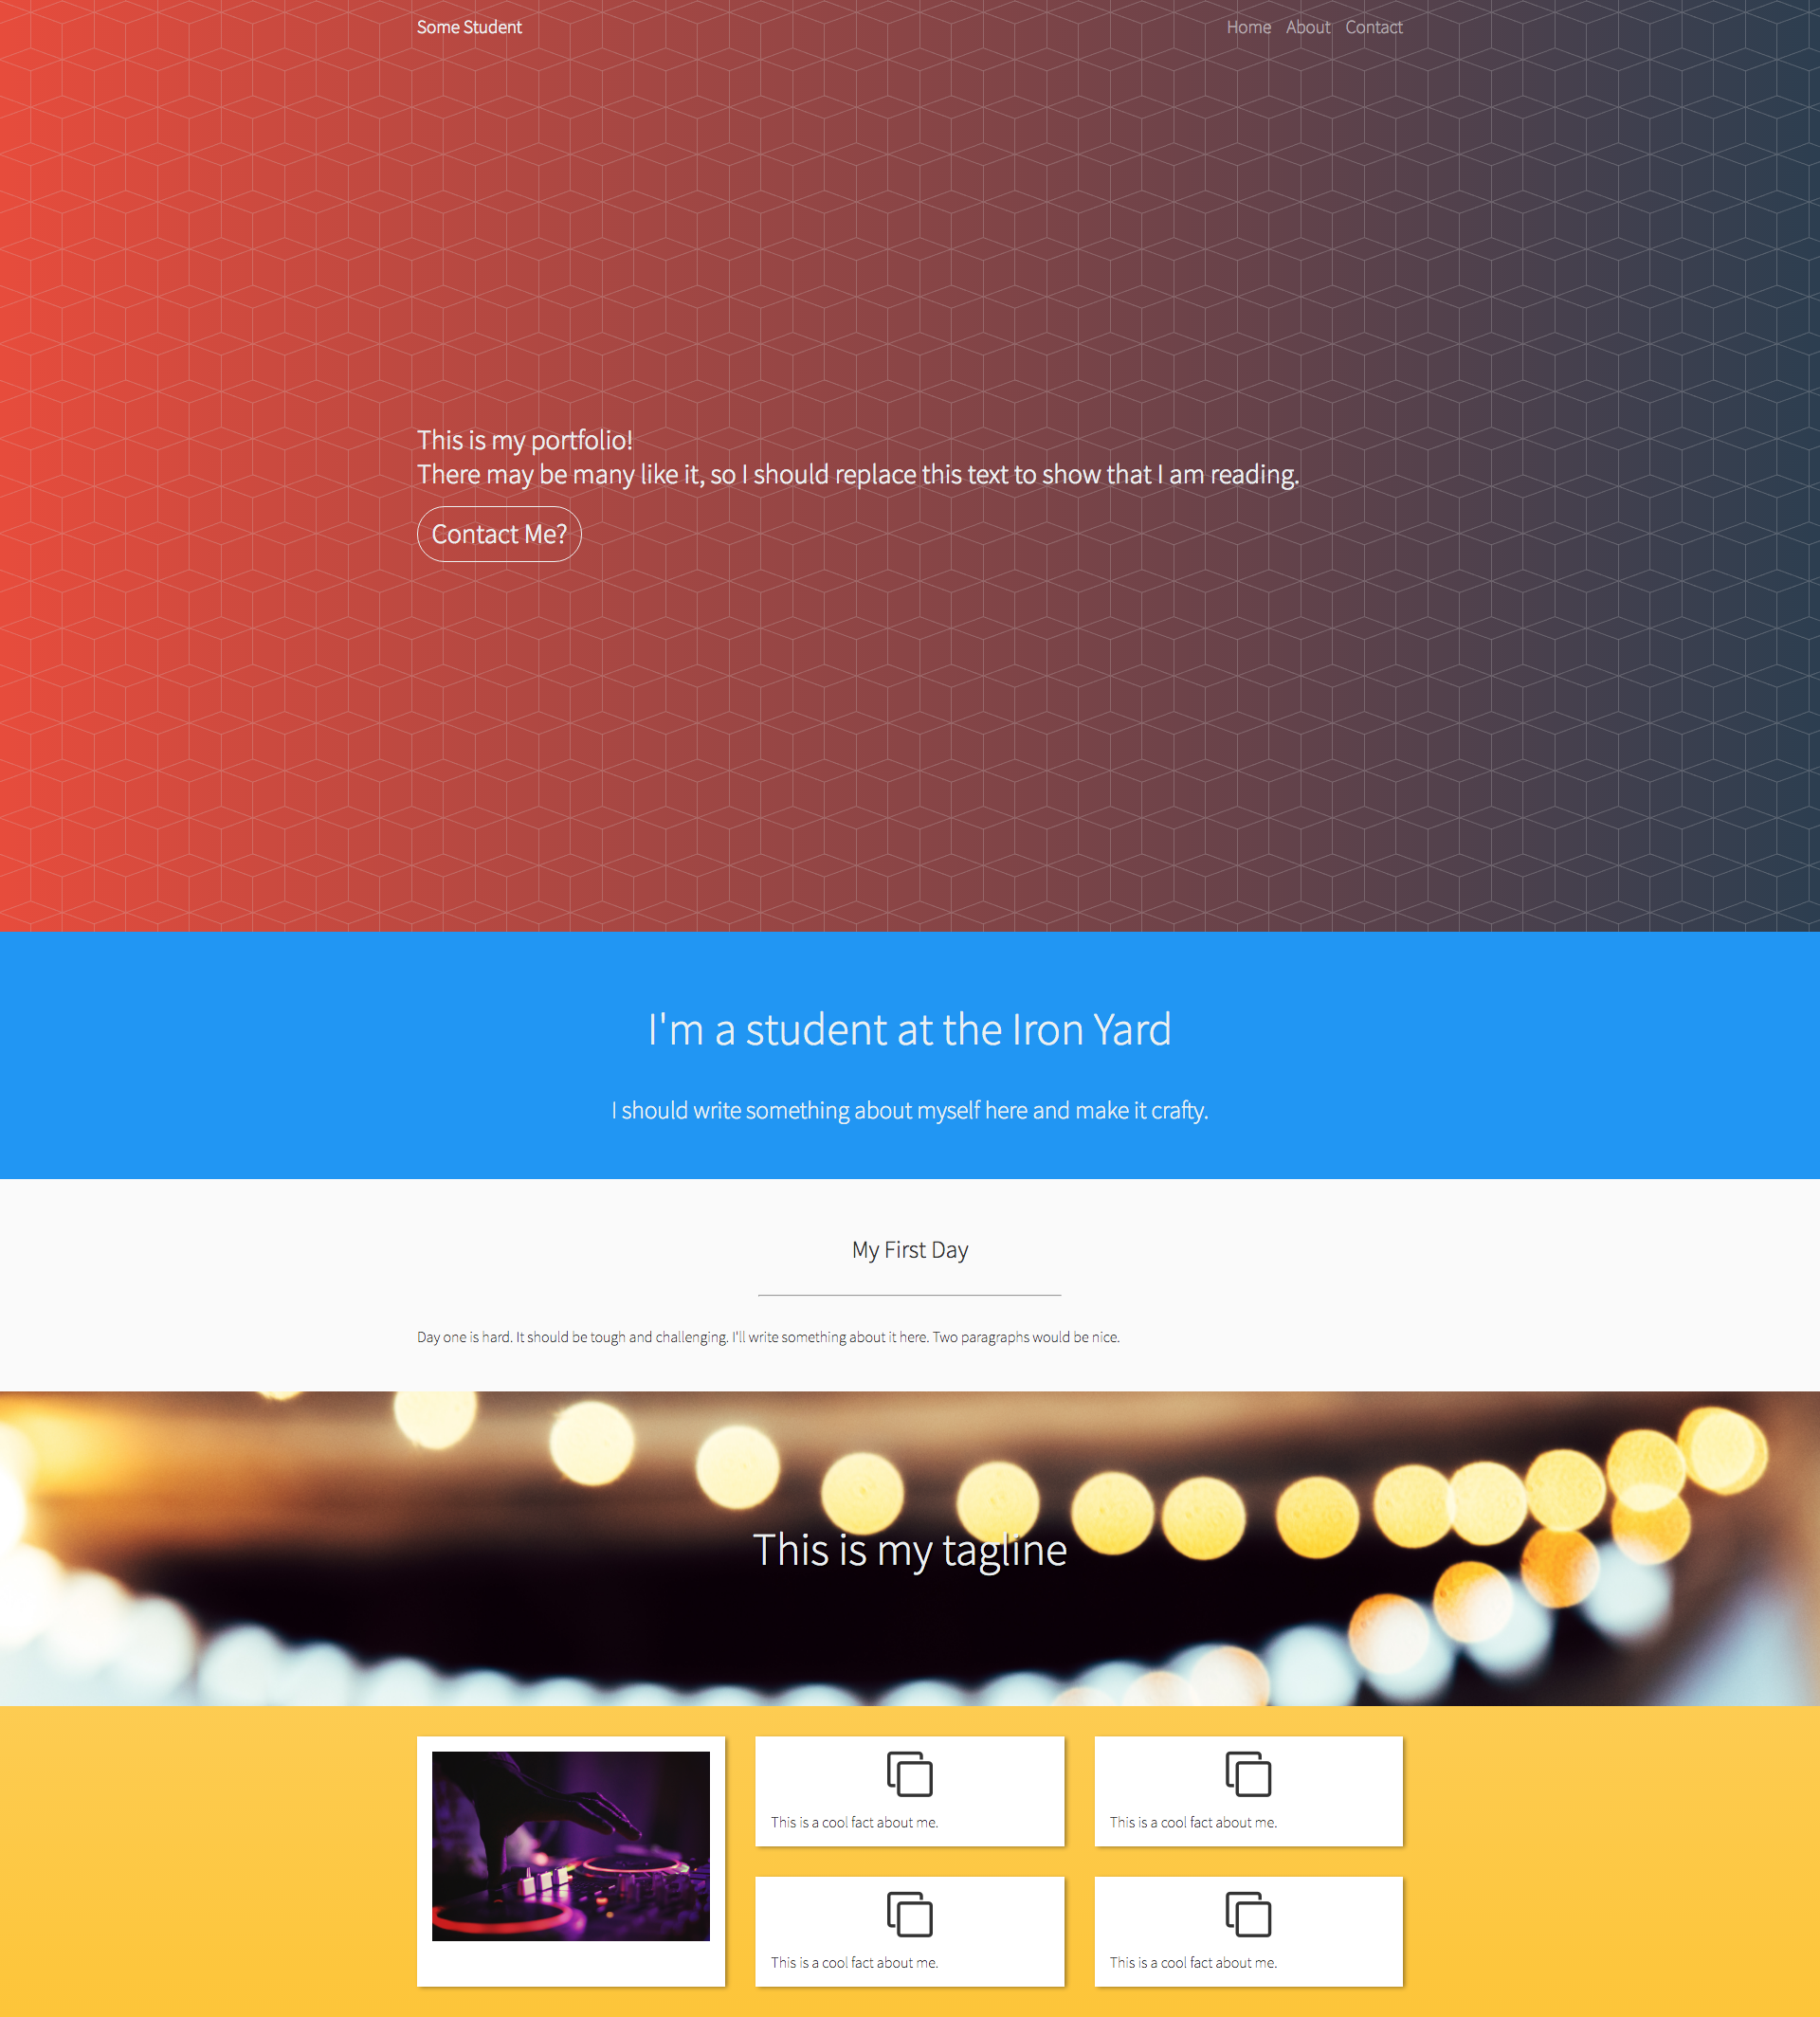 Some Student
Home About Contact
This is my portfolio!
There may be many like it, so I should replace this text to show that I am reading.
Contact Me?
I'm a student at the Iron Yard
I should write something about myself here and make it crafty.
My First Day
Day one is hard. It should be tough and challenging. I'll write something about it here. Two paragraphs would be nice.
This is my tagline
This is a cool fact about me.
This is a cool fact about me.
This is a cool fact about me.
This is a cool fact about me.